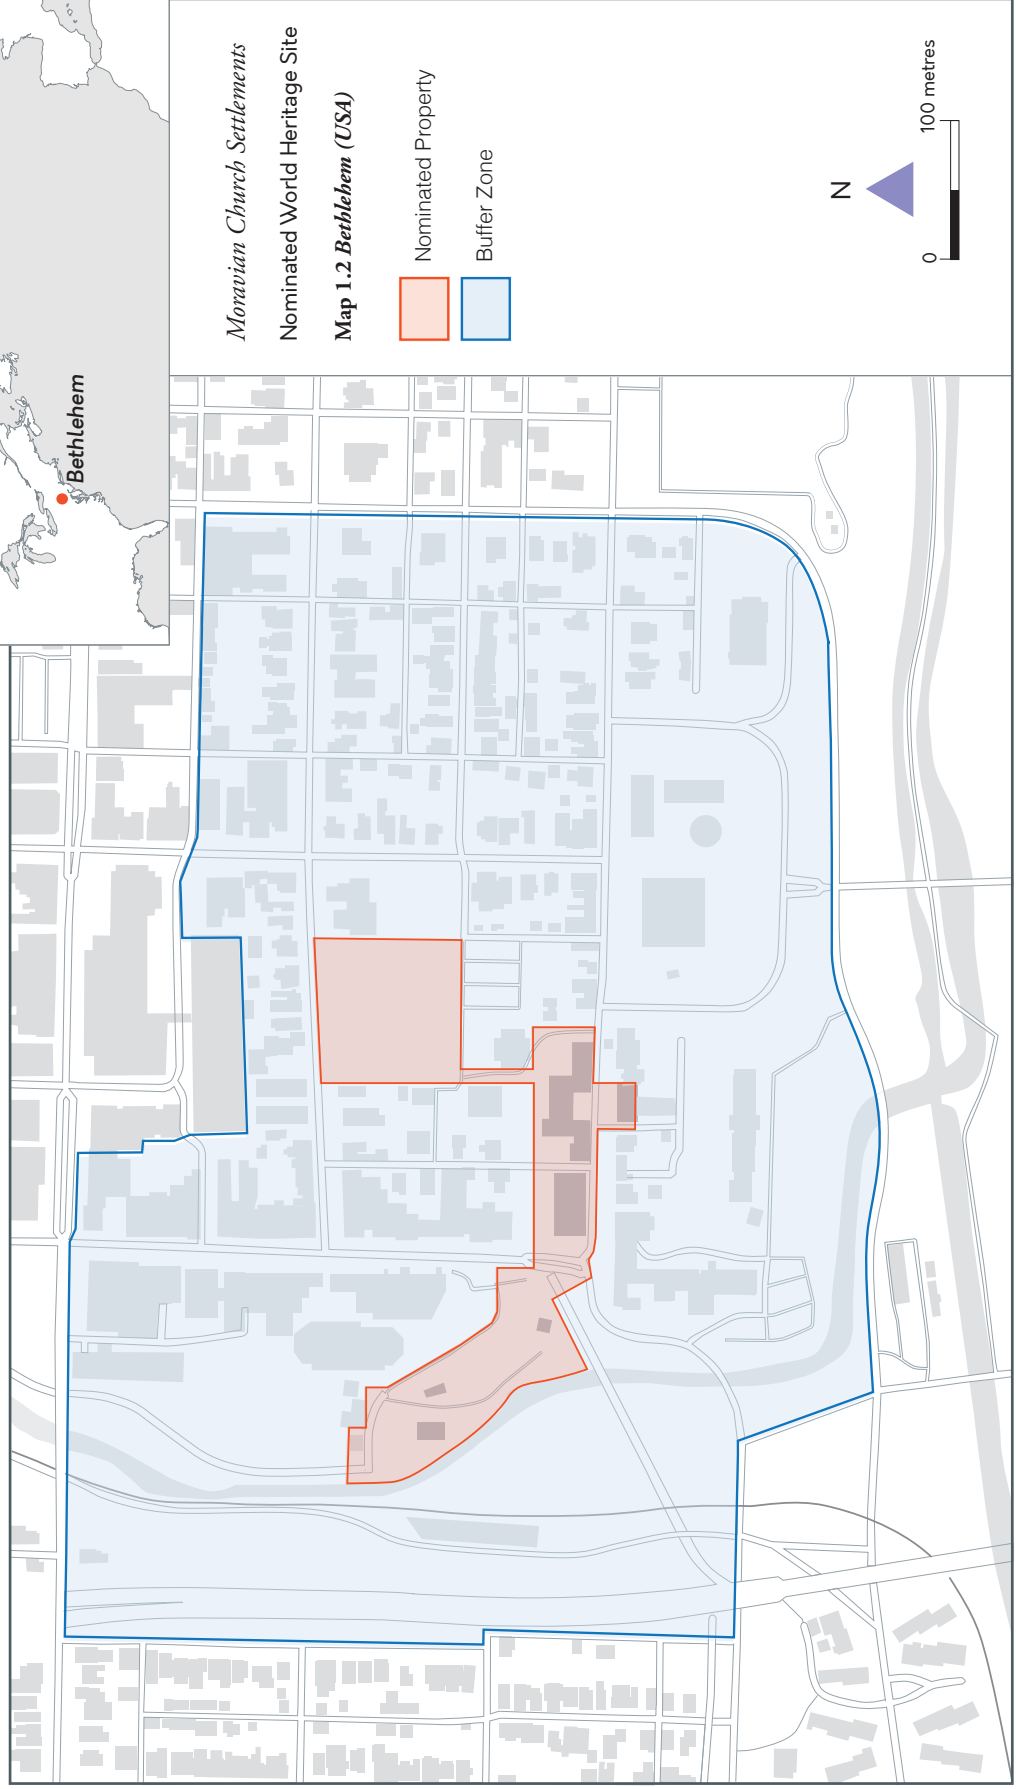 Bethlehem
Moravian Church Settlements
Nominated World Heritage Site
Map 1.2 Bethlehem (USA)
Nominated Property
Buffer Zone
N
0 100 metres